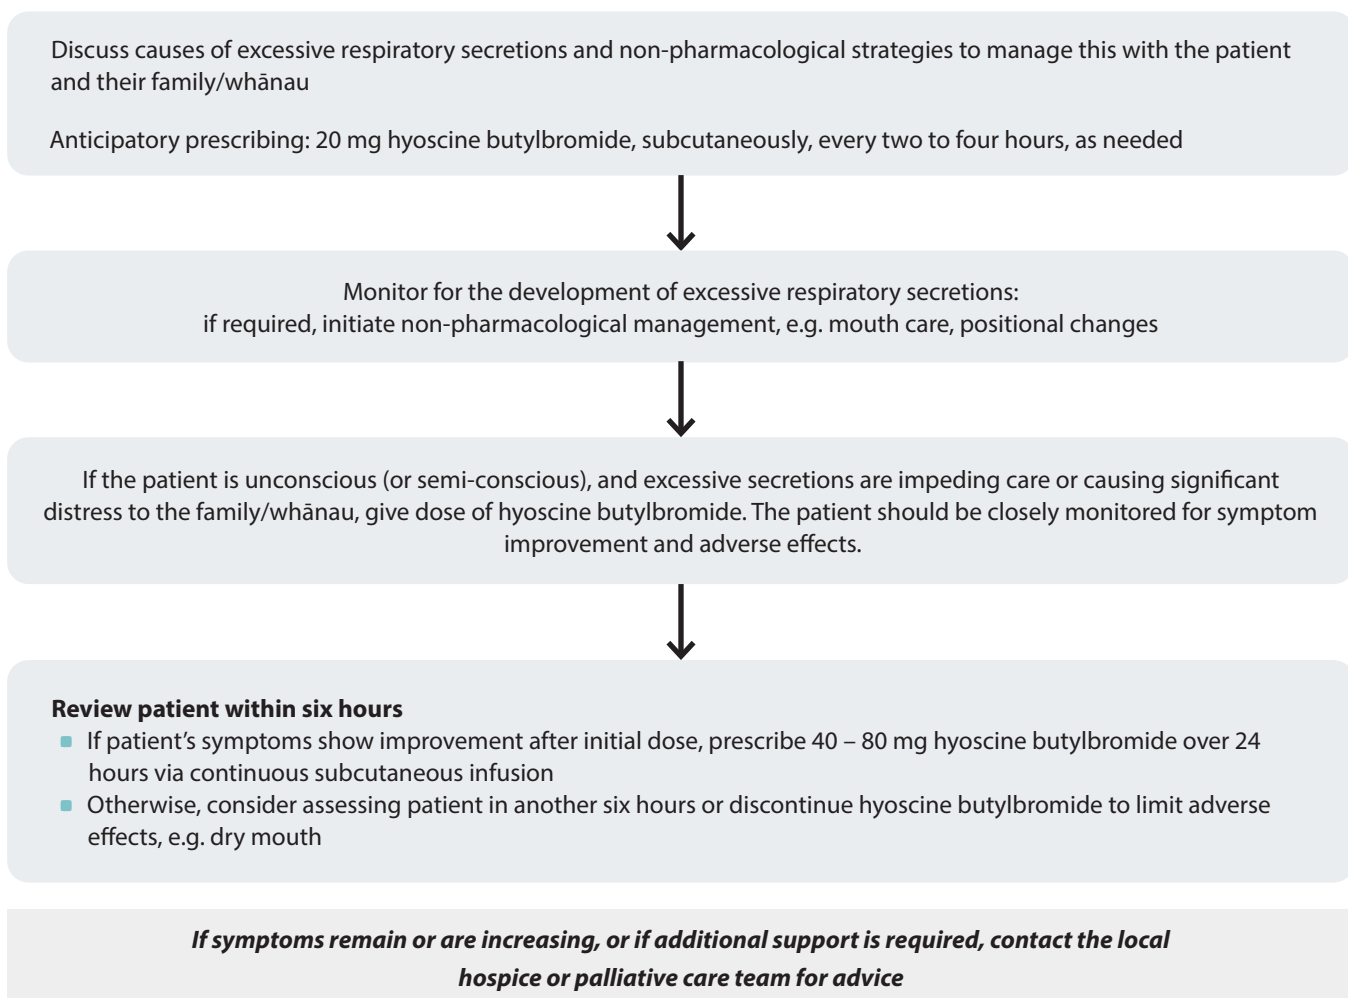 Discuss causes of excessive respiratory secretions and non-pharmacological strategies to manage this with the patient
and their family/whānau
Anticipatory prescribing: 20 mg hyoscine butylbromide, subcutaneously, every two to four hours, as needed
Monitor for the development of excessive respiratory secretions:
if required, initiate non-pharmacological management, e.g. mouth care, positional changes
If the patient is unconscious (or semi-conscious), and excessive secretions are impeding care or causing significant
distress to the family/whānau, give dose of hyoscine butylbromide. The patient should be closely monitored for symptom
improvement and adverse effects.
Review patient within six hours
If patient’s symptoms show improvement after initial dose, prescribe 40 – 80 mg hyoscine butylbromide over 24
hours via continuous subcutaneous infusion
Otherwise, consider assessing patient in another six hours or discontinue hyoscine butylbromide to limit adverse
effects, e.g. dry mouth
If symptoms remain or are increasing, or if additional support is required, contact the local
hospice or palliative care team for advice